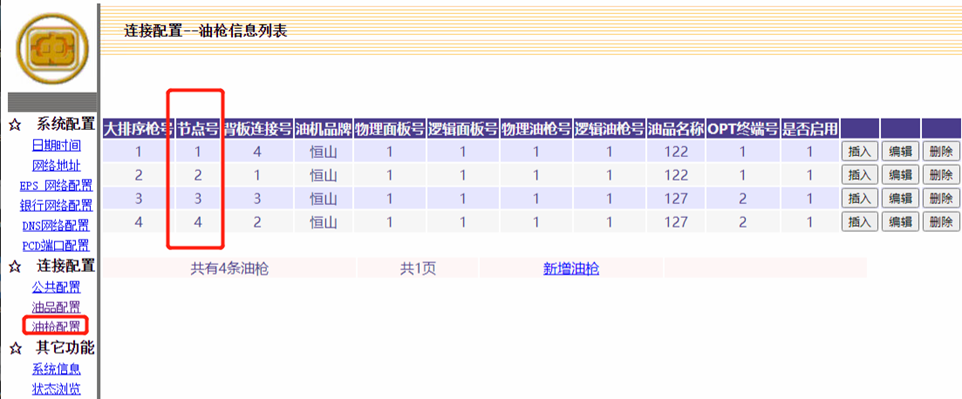 连接配置--油枪信息列表
☆ 系统配置
日期时间
网络地址
EPS 网络配置
银行网络配置
DNS网络配置
PCD端口配置
☆ 连接配置
公共配置
油品配置
油枪配置
☆ 其它功能
系统信息
状态浏览
大排序枪号 节点号 背板连接号 油机品牌 物理面板号 逻辑面板号 物理油枪号 逻辑油枪号 油品名称 OPT终端号 是否启用
1 1 4 恒山 1 1 1 1 122 1 1 插入 编辑 删除
2 2 1 恒山 1 1 1 1 122 1 1 插入 编辑 删除
3 3 3 恒山 1 1 1 1 127 2 1 插入 编辑 删除
4 4 2 恒山 1 1 1 1 127 2 1 插入 编辑 删除
共有4条油枪 共1页 新增油枪